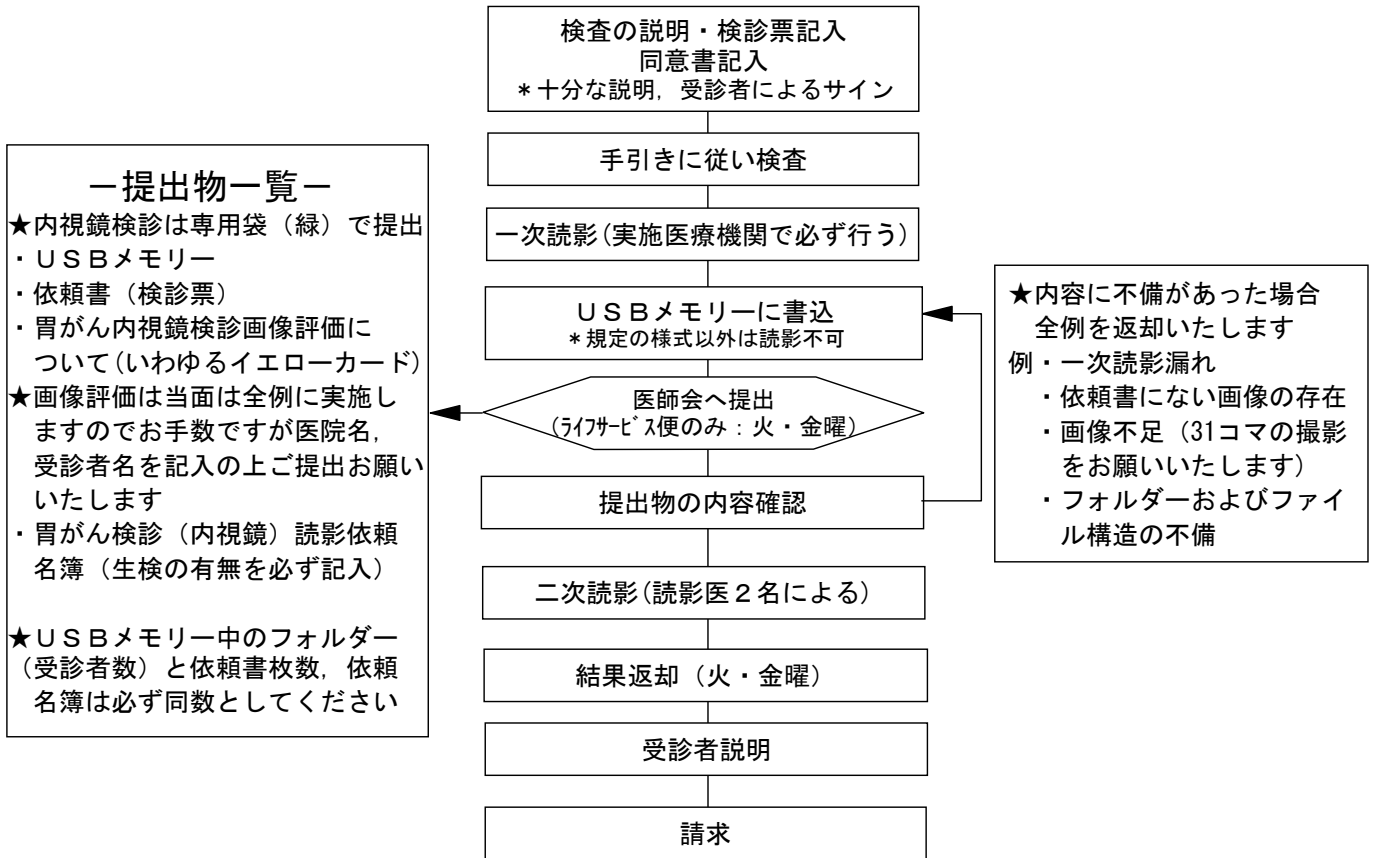 検査の説明・検診票記入
同意書記入
＊十分な説明，受診者によるサイン
手引きに従い検査
一次読影(実施医療機関で必ず行う)
ＵＳＢメモリーに書込
＊規定の様式以外は読影不可
医師会へ提出
(ﾗｲﾌｻｰﾋﾞｽ便のみ：火・金曜)
提出物の内容確認
二次読影(読影医２名による)
結果返却（火・金曜）
受診者説明
請求
－提出物一覧－
★内視鏡検診は専用袋（緑）で提出
・ＵＳＢメモリー
・依頼書（検診票）
・胃がん内視鏡検診画像評価に
ついて(いわゆるイエローカード)
★画像評価は当面は全例に実施し
ますのでお手数ですが医院名，
受診者名を記入の上ご提出お願い
いたします
・胃がん検診（内視鏡）読影依頼
名簿（生検の有無を必ず記入）
★ＵＳＢメモリー中のフォルダー
（受診者数）と依頼書枚数，依頼
名簿は必ず同数としてください
★内容に不備があった場合
全例を返却いたします
例・一次読影漏れ
・依頼書にない画像の存在
・画像不足（31コマの撮影
をお願いいたします）
・フォルダーおよびファイ
ル構造の不備